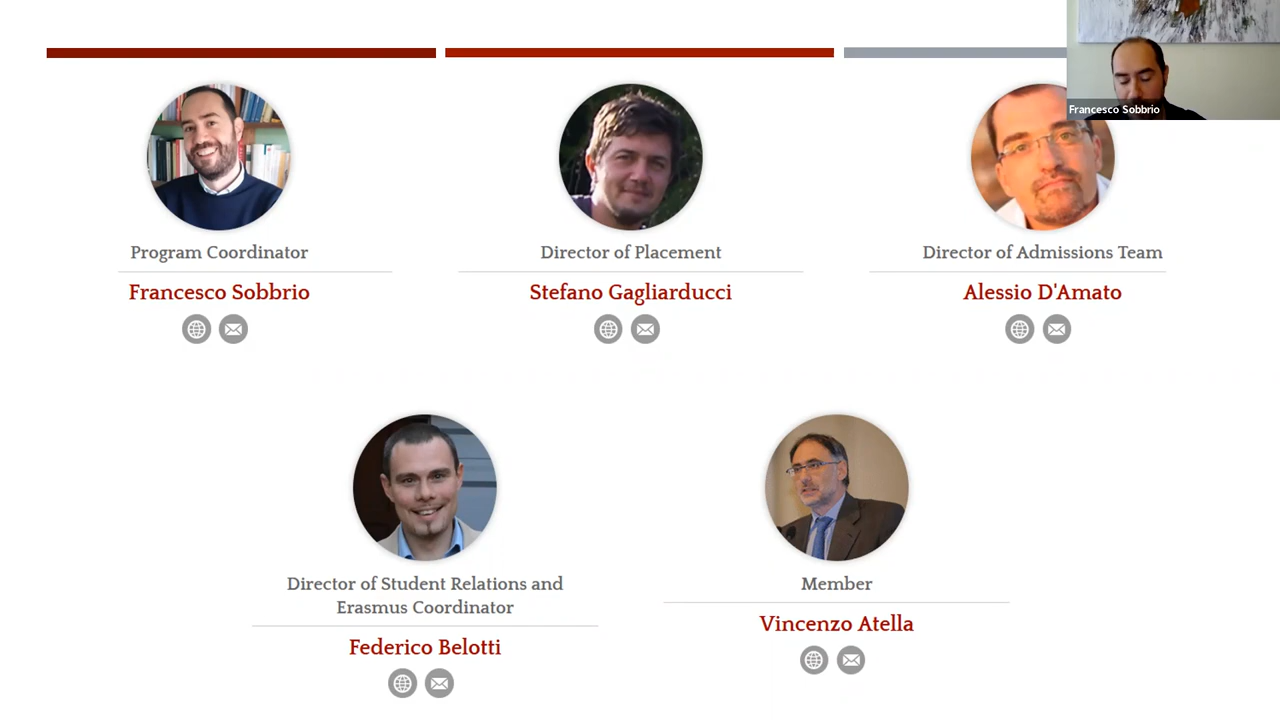 Francesco Sobbrio
Program Coordinator
Director of Placement
Director of Admissions Team
Francesco Sobbrio
Stefano Gagliarducci
Alessio D'Amato
Director of Student Relations and
Erasmus Coordinator
Federico Belotti
Member
Vincenzo Atella